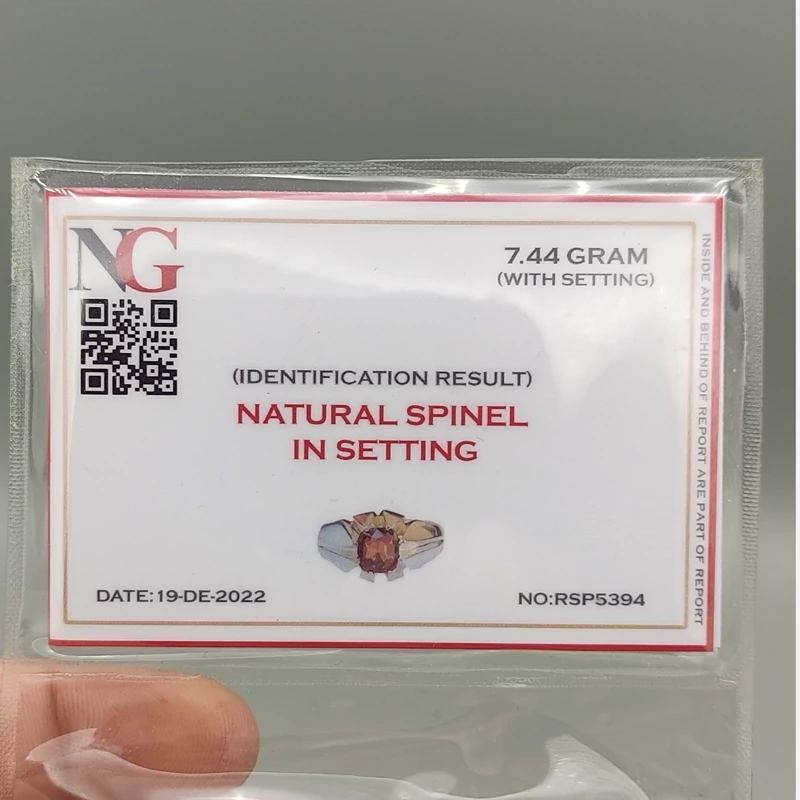 NG
7.44 GRAM
(WITH SETTING)
(IDENTIFICATION RESULT)
NATURAL SPINEL
IN SETTING
DATE:19-DE-2022
NO:RSP5394
INSIDE AND BEHIND OF REPORT ARE PART OF REPORT